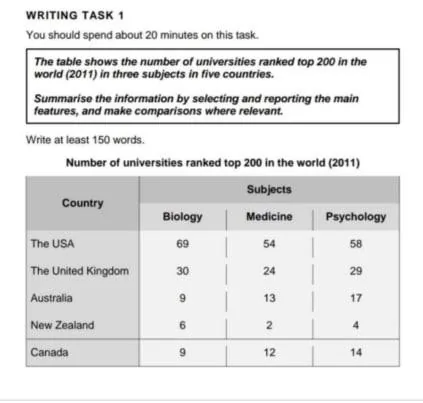 WRITING TASK 1
You should spend about 20 minutes on this task.
The table shows the number of universities ranked top 200 in the
world (2011) in three subjects in five countries.
Summarise the information by selecting and reporting the main
features, and make comparisons where relevant.
Write at least 150 words.
Number of universities ranked top 200 in the world (2011)
Country Subjects
Biology Medicine Psychology
The USA 69 54 58
The United Kingdom 30 24 29
Australia 9 13 17
New Zealand 6 2 4
Canada 9 12 14